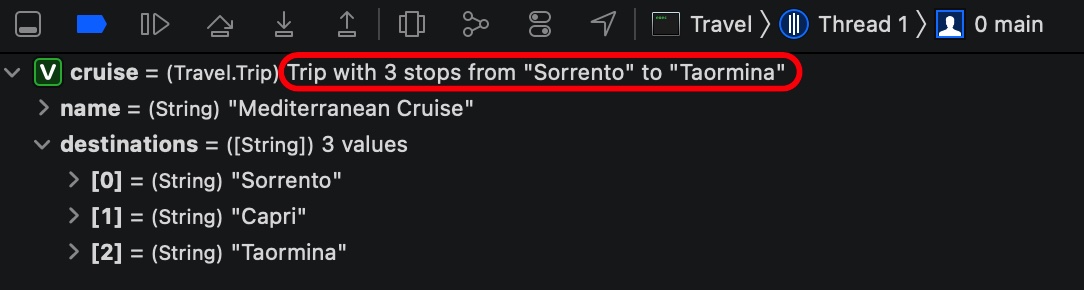 Travel Thread 1 0 main
V cruise = (Travel.Trip) Trip with 3 stops from "Sorrento" to "Taormina"
name = (String) "Mediterranean Cruise"
destinations = ([String]) 3 values
[0] = (String) "Sorrento"
[1] = (String) "Capri"
[2] = (String) "Taormina"